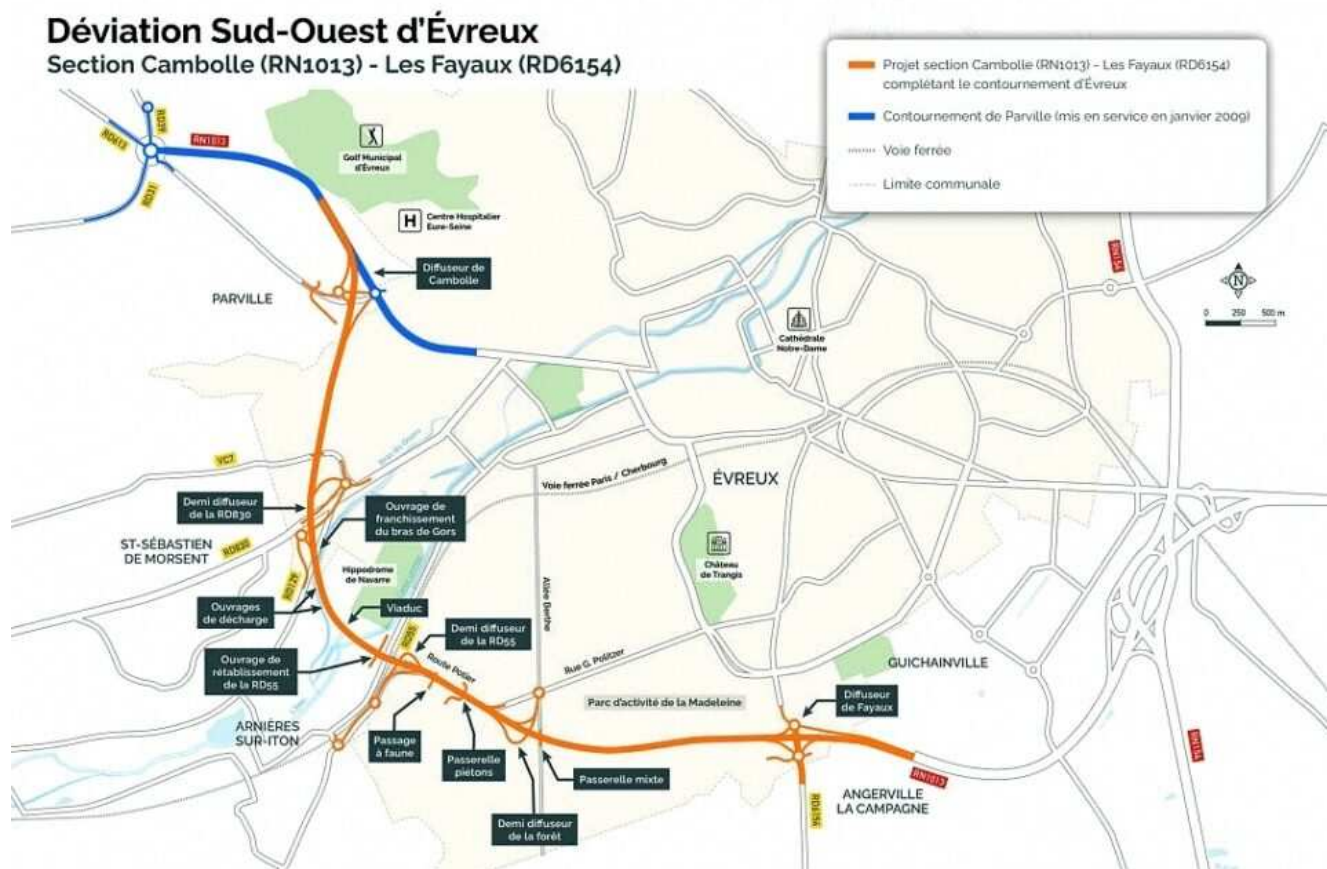 Déviation Sud-Ouest d'Évreux
Section Cambolle (RN1013) - Les Fayaux (RD6154)
Projet section Cambolle (RN1013) - Les Fayaux (RD6154)
complétant le contournement d'Évreux
Contournement de Parville (mis en service en janvier 2009)
Voie ferrée
Limite communale
RD39
RD613
RN1013
RD31
Golf Municipal
d'Évreux
H
Centre Hospitalier
Eure-Seine
Diffuseur de
Cambolle
PARVILLE
RN154
N
0 250 500 m
Cathédrale
Notre-Dame
VC7
Voie ferrée Paris / Cherbourg
ÉVREUX
Demi diffuseur
de la RD830
Ouvrage de
franchissement
du bras de Gors
ST-SÉBASTIEN
DE MORSENT
RD830
RD129
Hippodrome
de Navarre
Château
de Trangis
Allée Berthe
Ouvrages
de décharge
Viaduc
RD55
Demi diffuseur
de la RD55
Route Potier
Rue G. Politzer
GUICHAINVILLE
Ouvrage de
rétablissement
de la RD55
Parc d'activité de la Madeleine
Diffuseur
de Fayaux
ARNIÈRES
SUR-ITON
Passage
à faune
Passerelle
piétons
Passerelle mixte
RN1013
RN154
ANGERVILLE
LA CAMPAGNE
RD6154
Demi diffuseur
de la forêt